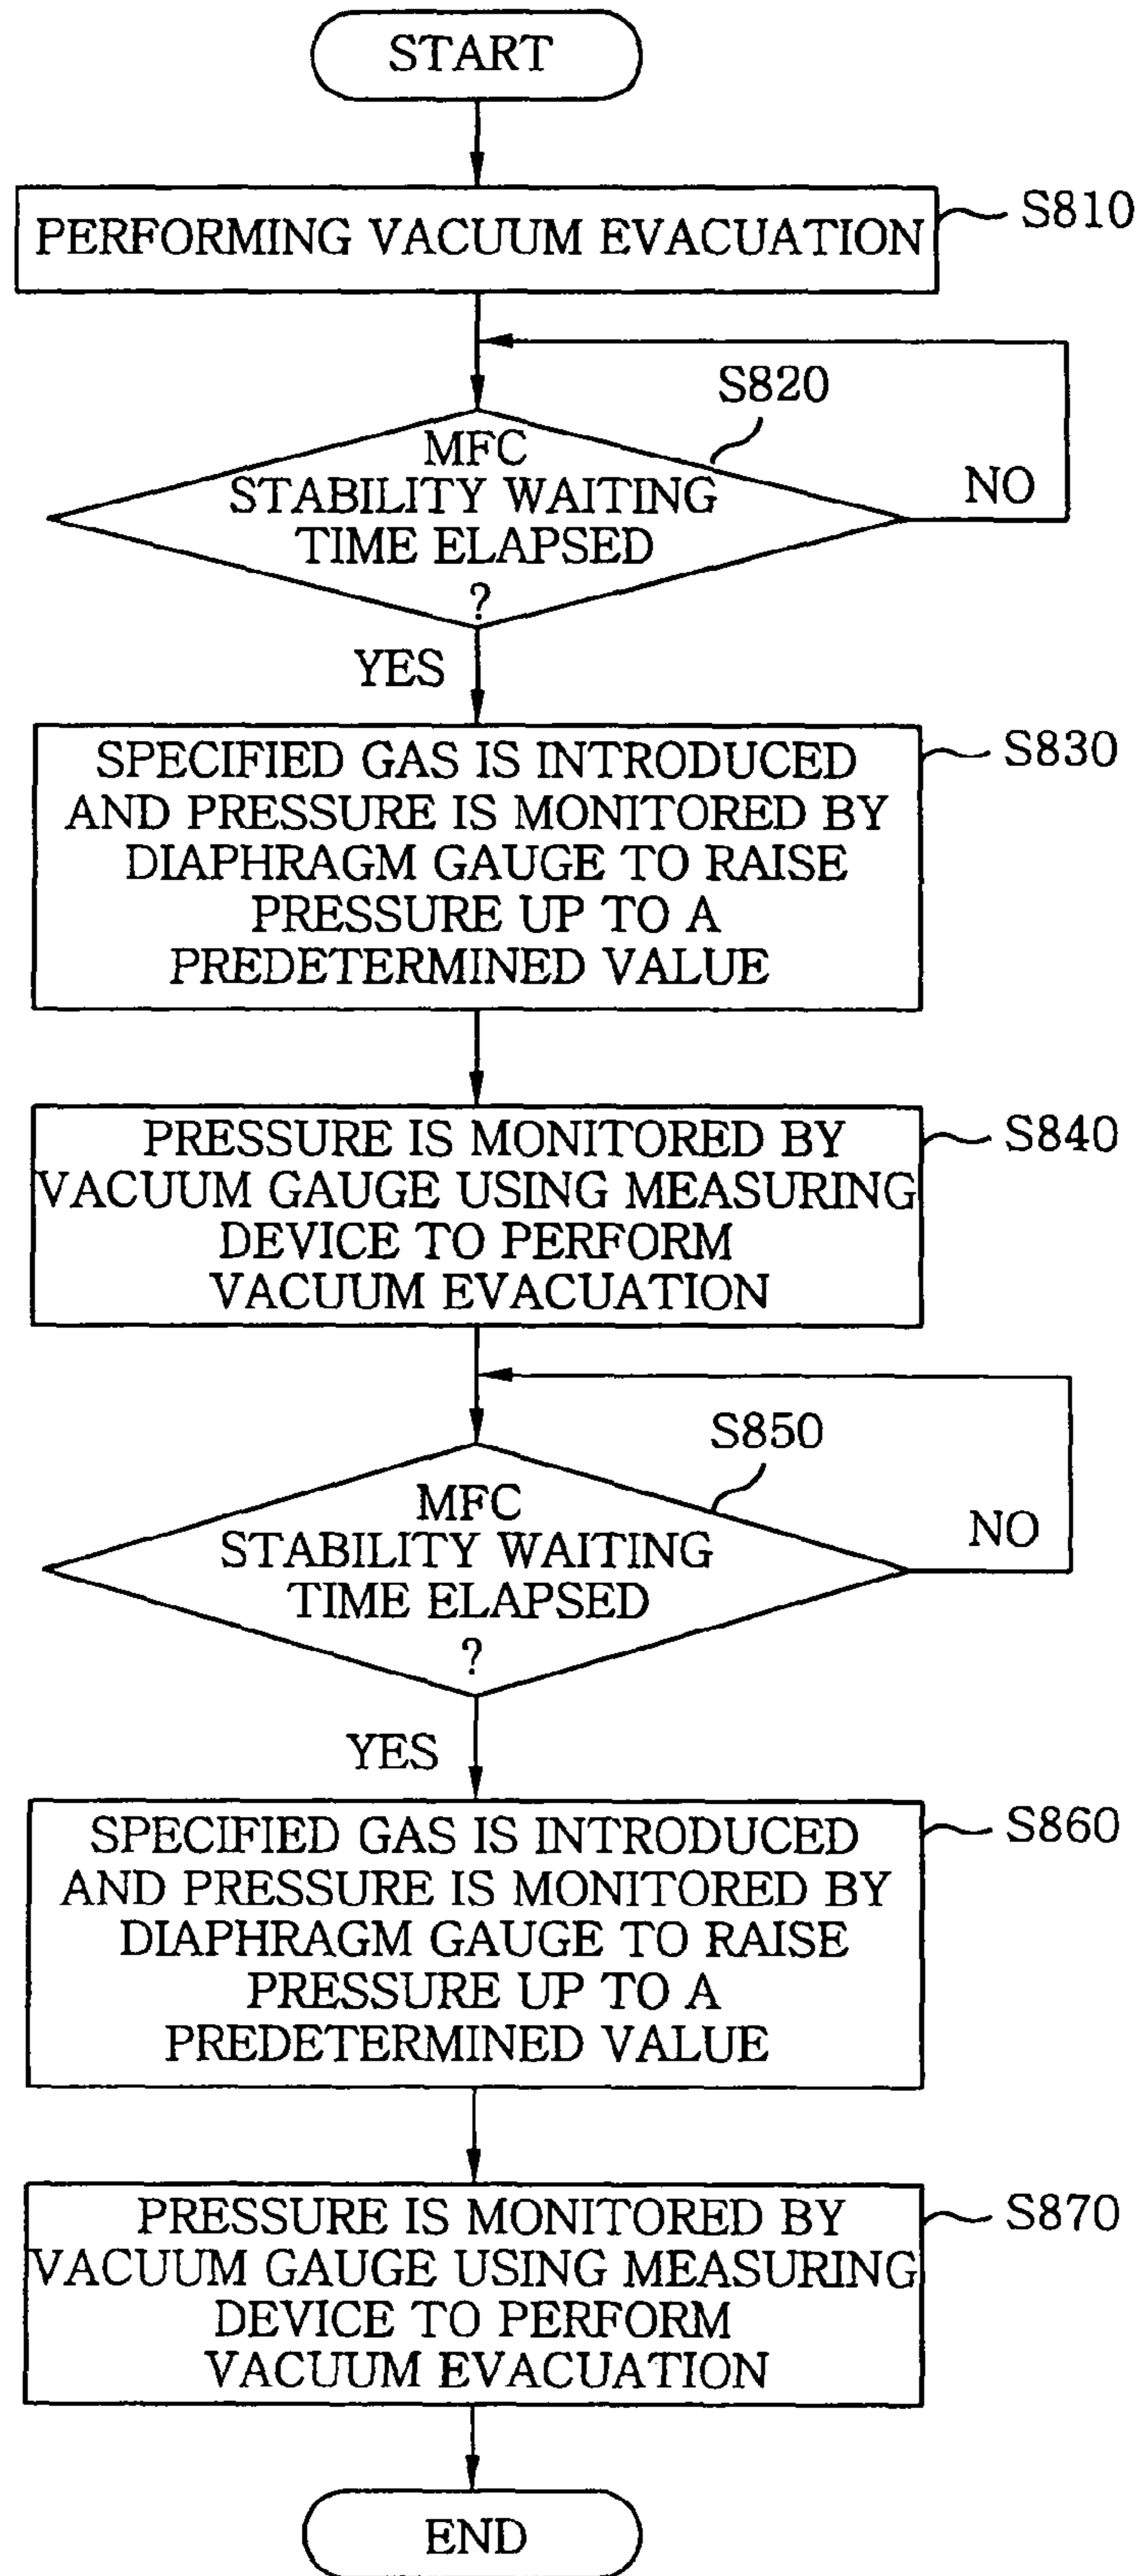 START
PERFORMING VACUUM EVACUATION
S810
S820
MFC
STABILITY WAITING
TIME ELAPSED
?
NO
YES
SPECIFIED GAS IS INTRODUCED
AND PRESSURE IS MONITORED BY
DIAPHRAGM GAUGE TO RAISE
PRESSURE UP TO A
PREDETERMINED VALUE
S830
PRESSURE IS MONITORED BY
VACUUM GAUGE USING MEASURING
DEVICE TO PERFORM
VACUUM EVACUATION
S840
S850
MFC
STABILITY WAITING
TIME ELAPSED
?
NO
YES
SPECIFIED GAS IS INTRODUCED
AND PRESSURE IS MONITORED BY
DIAPHRAGM GAUGE TO RAISE
PRESSURE UP TO A
PREDETERMINED VALUE
S860
PRESSURE IS MONITORED BY
VACUUM GAUGE USING MEASURING
DEVICE TO PERFORM
VACUUM EVACUATION
S870
END